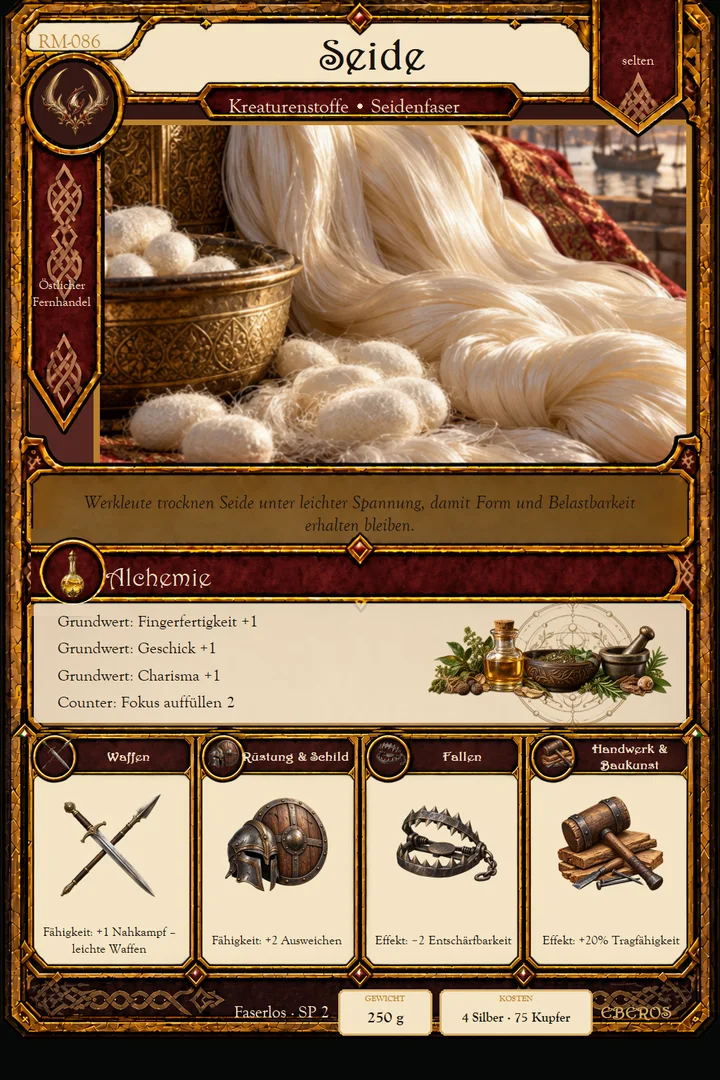 RM-086
Seide
selten
Kreaturenstoffe • Seidenfaser
Östlicher
Fernhandel
Werkleute trocknen Seide unter leichter Spannung, damit Form und Belastbarkeit
erhalten bleiben.
Alchemie
Grundwert: Fingerfertigkeit +1
Grundwert: Geschick +1
Grundwert: Charisma +1
Counter: Fokus auffüllen 2
Waffen
Fähigkeit: +1 Nahkampf –
leichte Waffen
Rüstung & Schild
Fähigkeit: +2 Ausweichen
Fallen
Effekt: −2 Entschärfbarkeit
Handwerk &
Baukunst
Effekt: +20% Tragfähigkeit
Faserlos · SP 2
GEWICHT
250 g
KOSTEN
4 Silber · 75 Kupfer
EBEROS